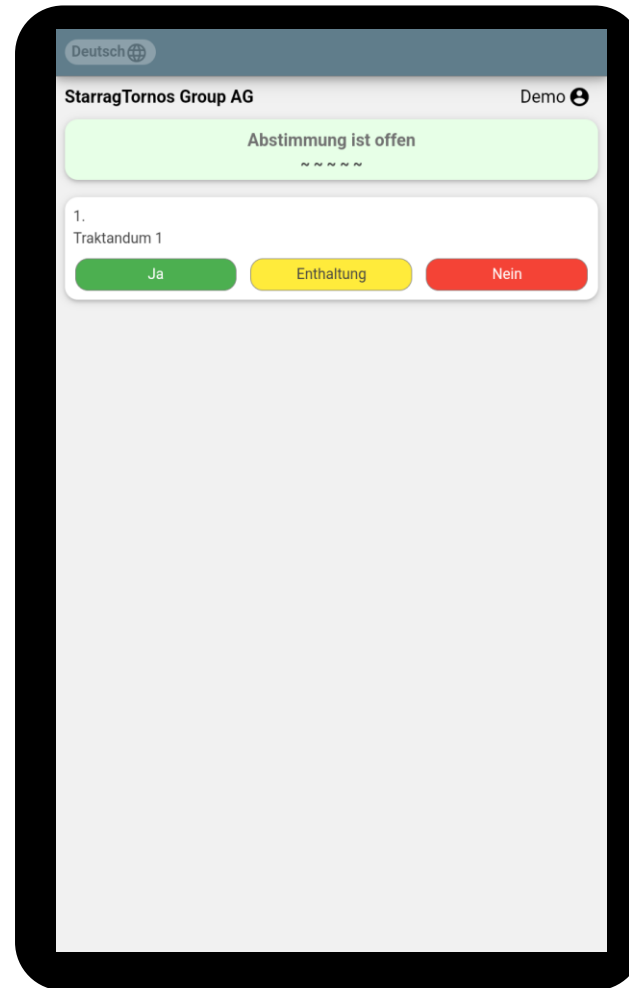 Deutsch
StarragTornos Group AG Demo
Abstimmung ist offen
~ ~ ~ ~ ~
1.
Traktandum 1
Ja Enthaltung Nein